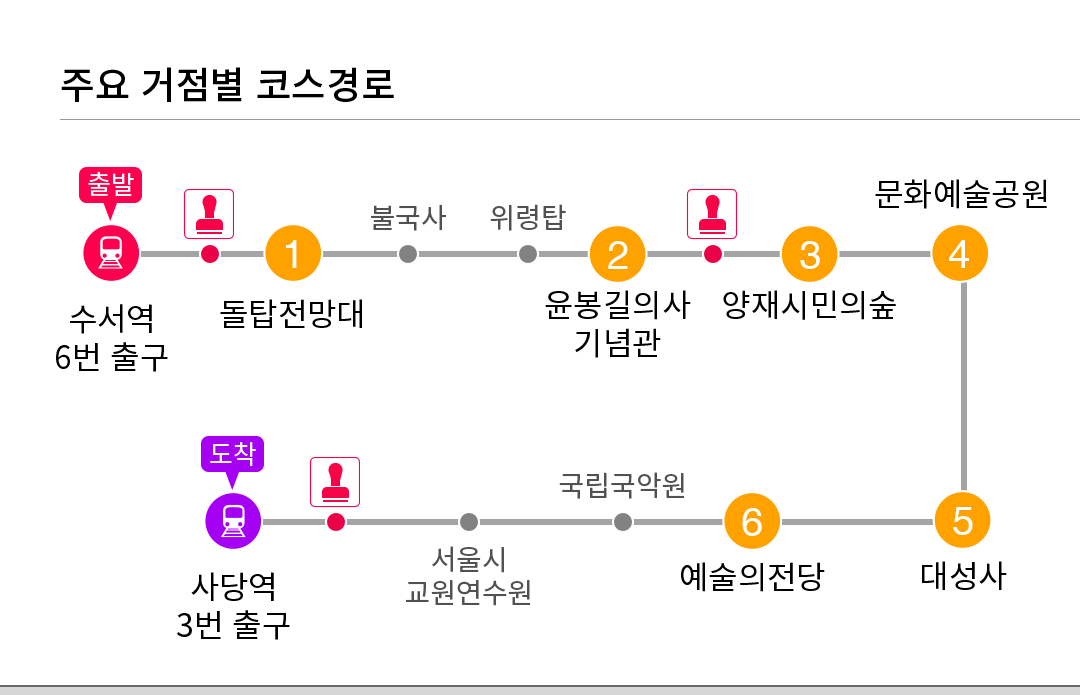 주요 거점별 코스경로
출발
수서역
6번 출구
1
돌탑전망대
불국사
위령탑
2
윤봉길의사
기념관
3
양재시민의숲
문화예술공원
4
5
대성사
6
예술의전당
국립국악원
서울시
교원연수원
도착
사당역
3번 출구